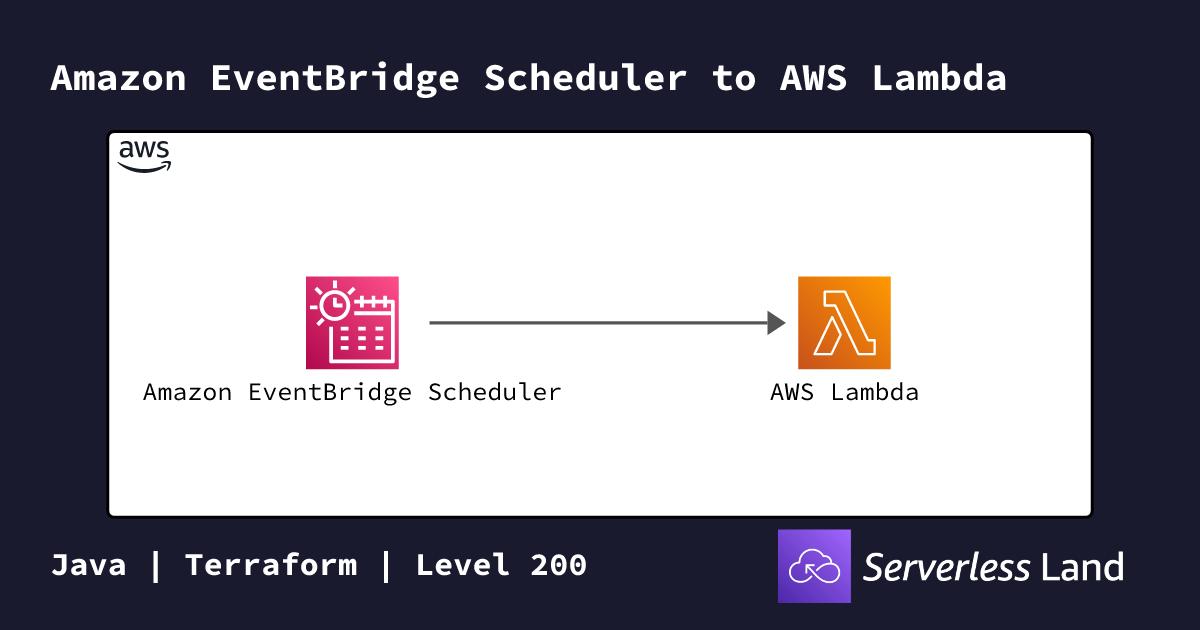 Amazon EventBridge Scheduler to AWS Lambda
aws
Amazon EventBridge Scheduler
AWS Lambda
Java | Terraform | Level 200
Serverless Land